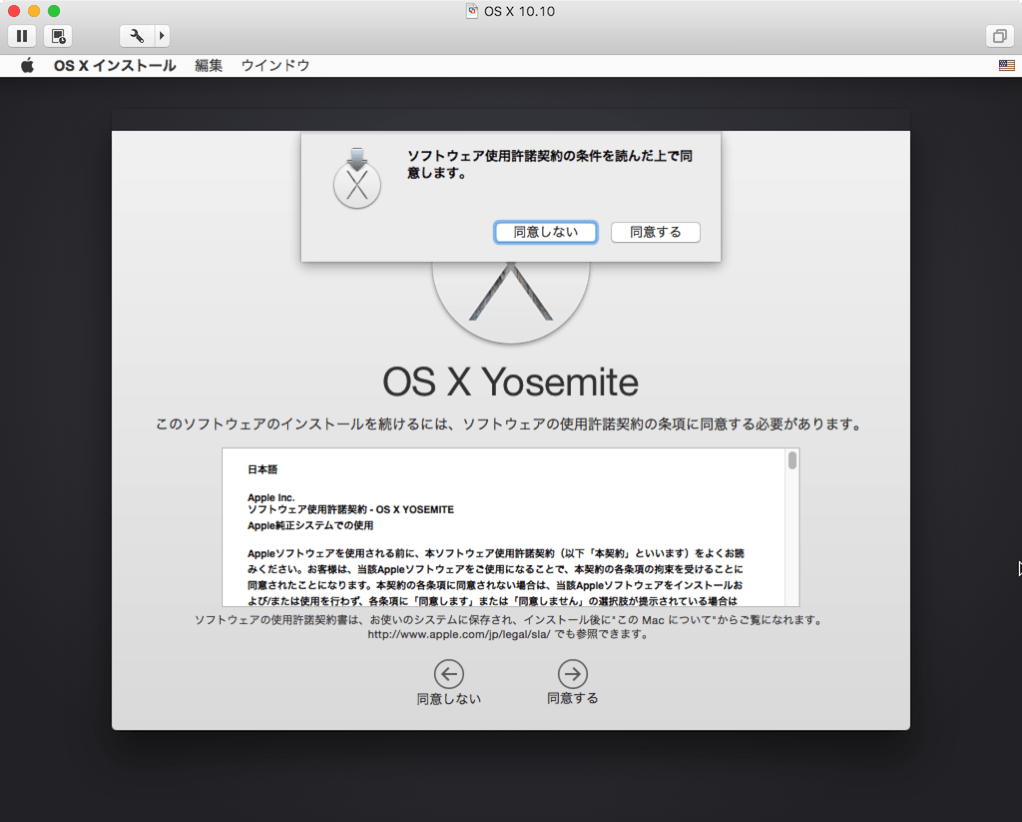 OS X 10.10
OS X インストール 編集 ウインドウ
ソフトウェア使用許諾契約の条件を読んだ上で同
意します。
同意しない 同意する
OS X Yosemite
このソフトウェアのインストールを続けるには、ソフトウェアの使用許諾契約の条項に同意する必要があります。
日本語
Apple Inc.
ソフトウェア使用許諾契約 - OS X YOSEMITE
Apple純正システムでの使用
Appleソフトウェアを使用される前に、本ソフトウェア使用許諾契約（以下「本契約」といいます）をよくお読
みください。お客様は、当該Appleソフトウェアをご使用になることで、本契約の各条項の拘束を受けることに
同意されたことになります。本契約の各条項に同意されない場合は、当該Appleソフトウェアをインストールお
よび/または使用を行わず、各条項に「同意します」または「同意しません」の選択肢が提示されている場合は
ソフトウェアの使用許諾契約書は、お使いのシステムに保存され、インストール後に"この Mac について"からご覧になれます。
http://www.apple.com/jp/legal/sla/ でも参照できます。
同意しない 同意する